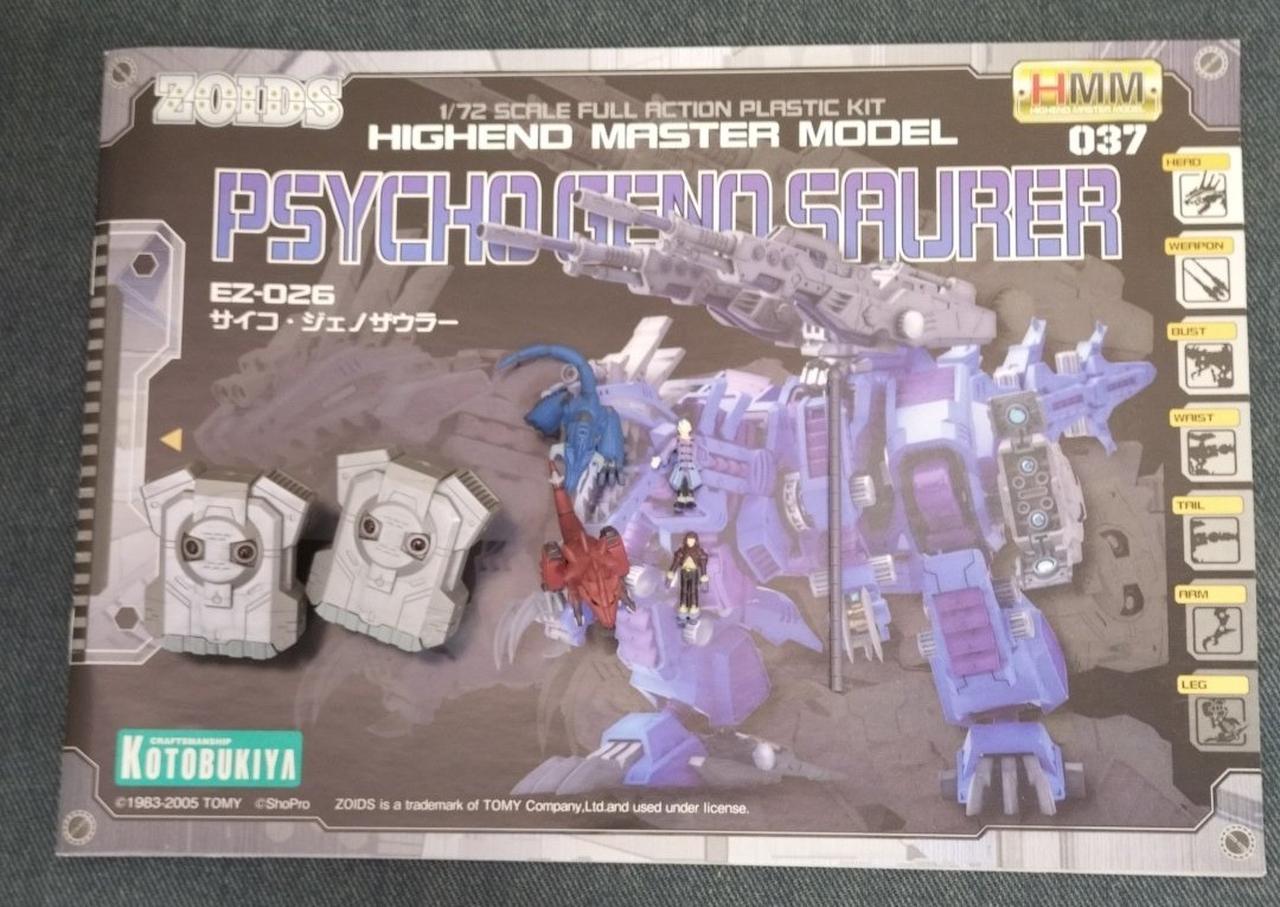 ZOIDS
1/72 SCALE FULL ACTION PLASTIC KIT
HIGHEND MASTER MODEL
HMM
HIGHEND MASTER MODEL
037
PSYCHO GENO SAURER
EZ-026
サイコ・ジェノザウラー
HEAD
WEAPON
BUST
WAIST
TAIL
ARM
LEG
CRAFTSMANSHIP
KOTOBUKIYA
©1983-2005 TOMY ©ShoPro ZOIDS is a trademark of TOMY Company,Ltd.and used under license.